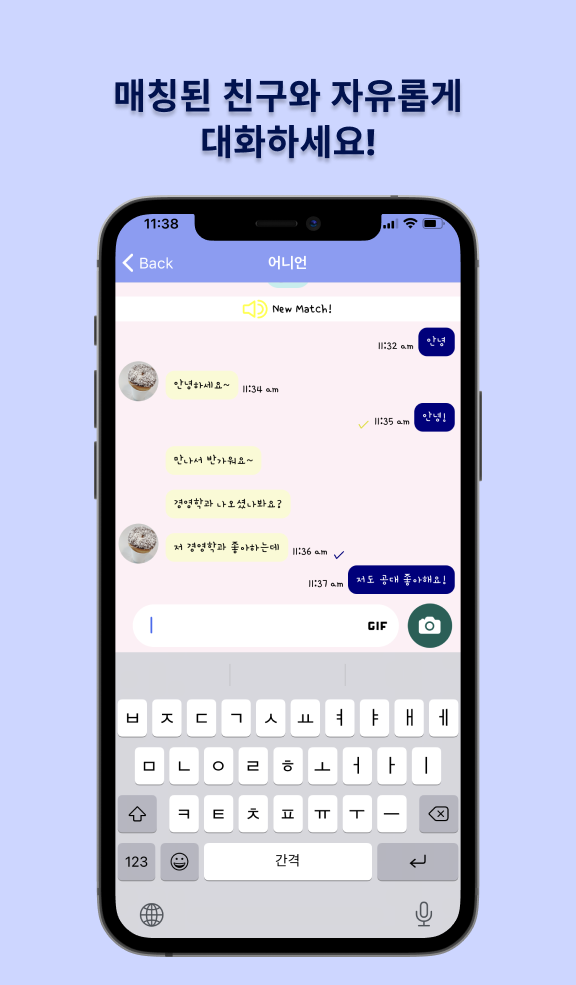 매칭된 친구와 자유롭게
대화하세요!
11:38
Back
어니언
New Match!
11:32 am 안녕
안녕하세요~ 11:34 am
11:35 am 안녕!
만나서 반가워요~
경영학과 나오셨나봐요?
저 경영학과 좋아하는데 11:36 am
11:37 am 저도 공대 좋아해요!
GIF
ㅂ ㅈ ㄷ ㄱ ㅅ ㅛ ㅕ ㅑ ㅐ ㅔ
ㅁ ㄴ ㅇ ㄹ ㅎ ㅗ ㅓ ㅏ ㅣ
ㅋ ㅌ ㅊ ㅍ ㅠ ㅜ ㅡ
123 간격